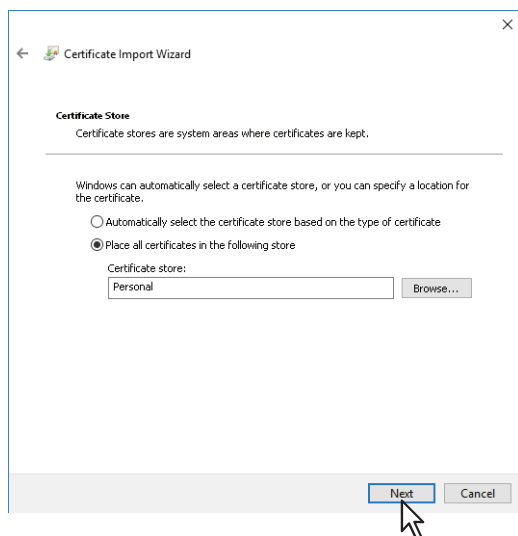 Certificate Import Wizard
Certificate Store
Certificate stores are system areas where certificates are kept.
Windows can automatically select a certificate store, or you can specify a location for
the certificate.
Automatically select the certificate store based on the type of certificate
Place all certificates in the following store
Certificate store:
Personal
Browse...
Next
Cancel